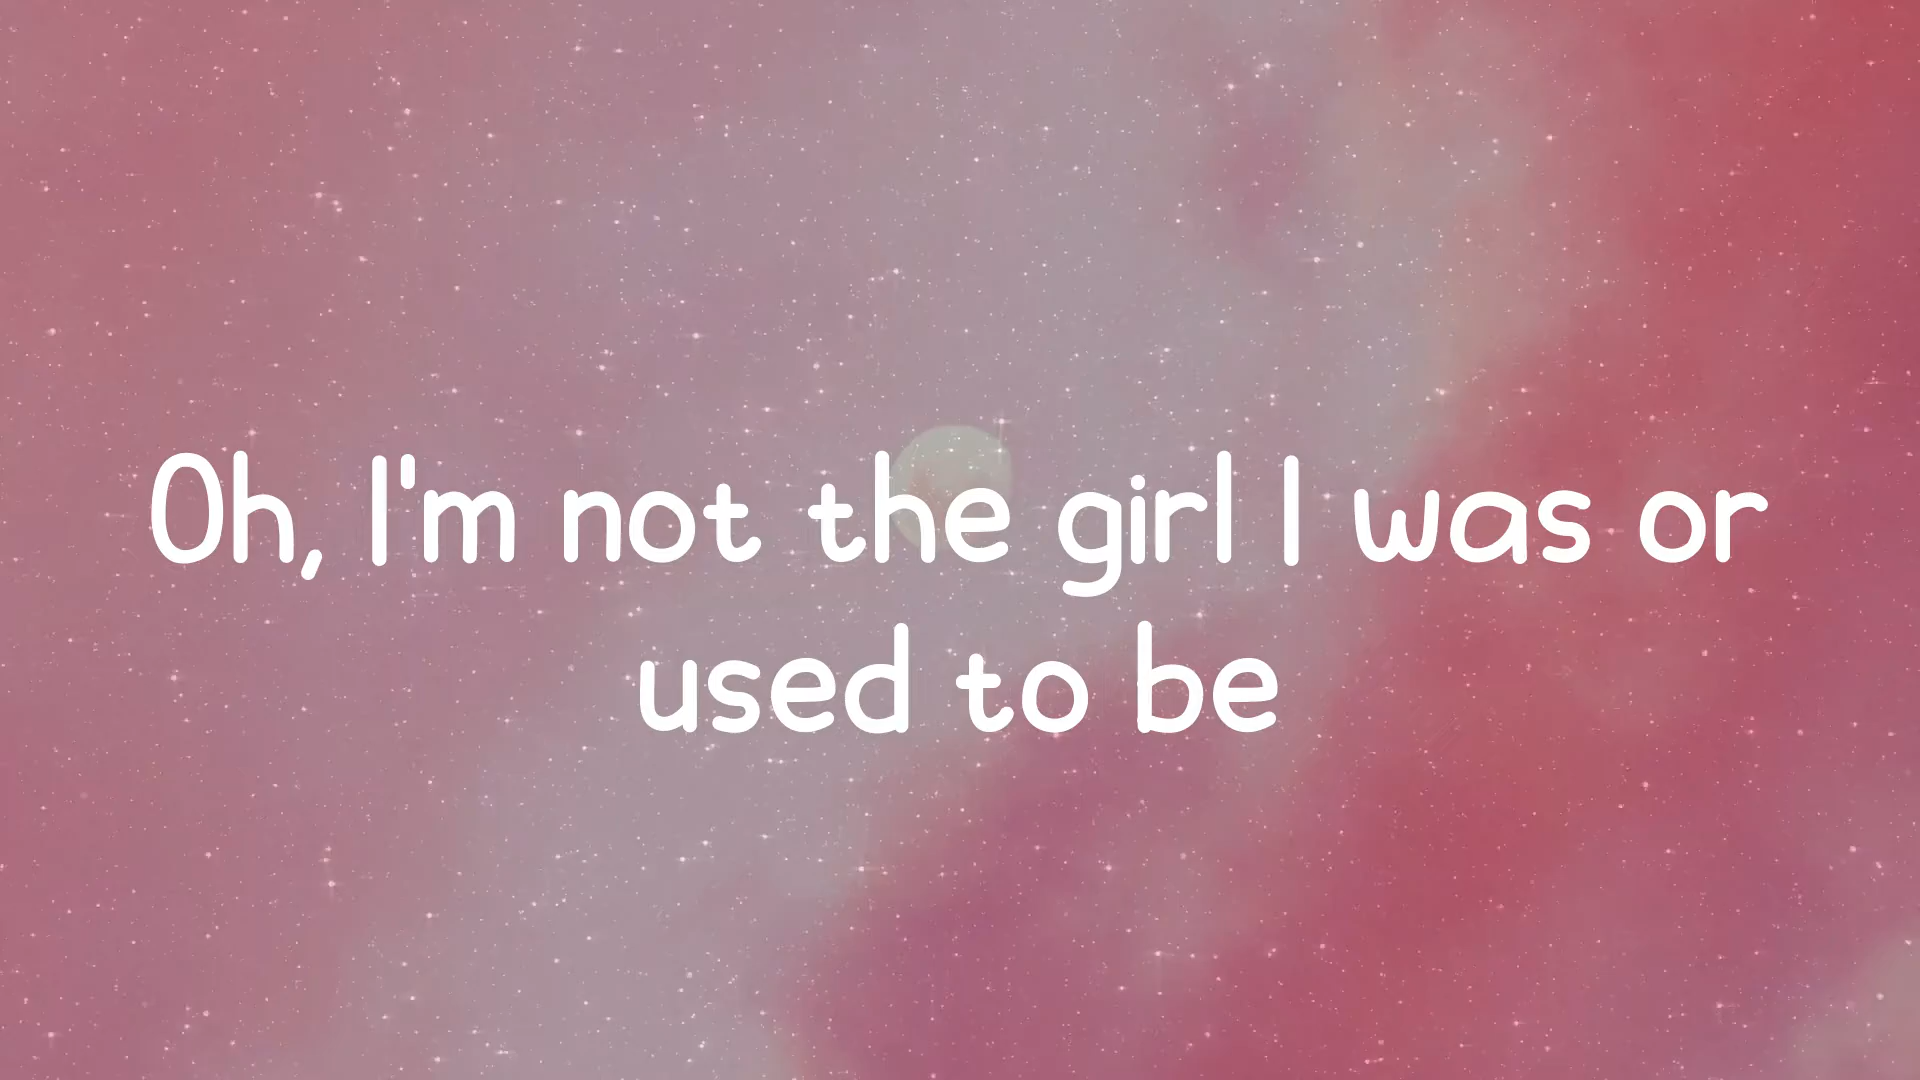 Oh, I'm not the girl I was or
used to be